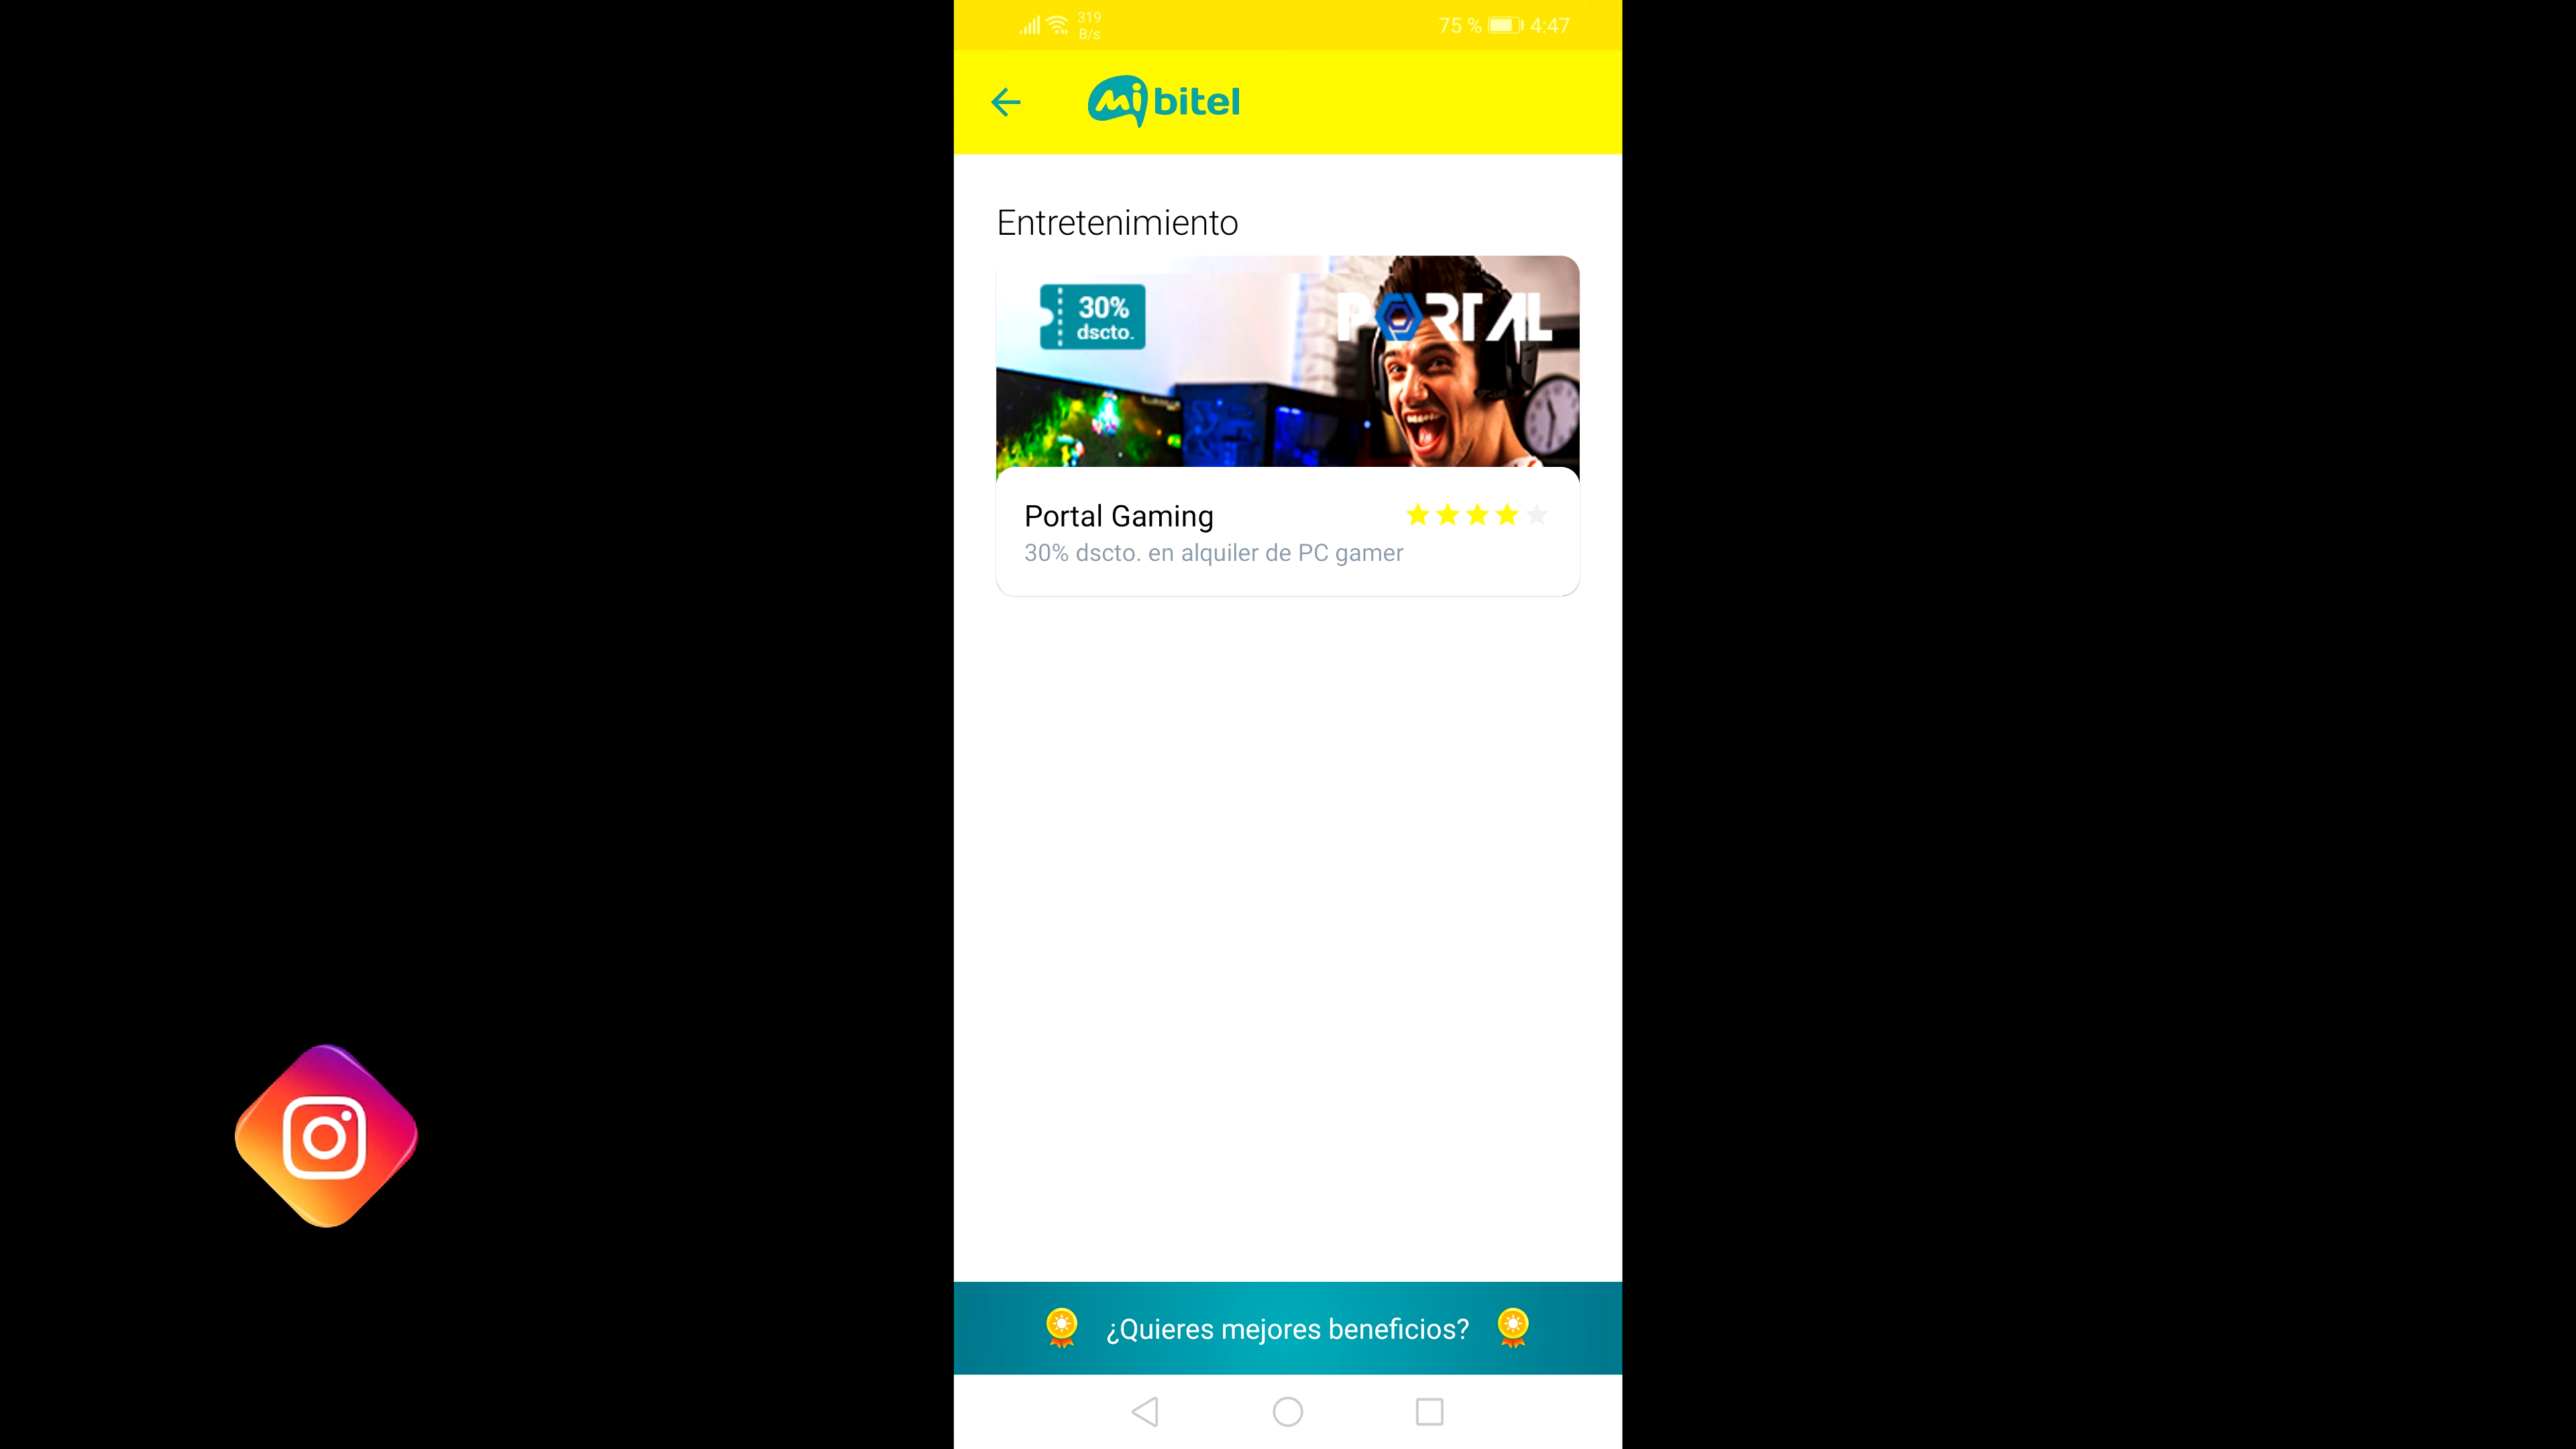 319
B/s
75 %
4:47
mi bitel
Entretenimiento
30%
dscto.
PORTAL
Portal Gaming
30% dscto. en alquiler de PC gamer
¿Quieres mejores beneficios?